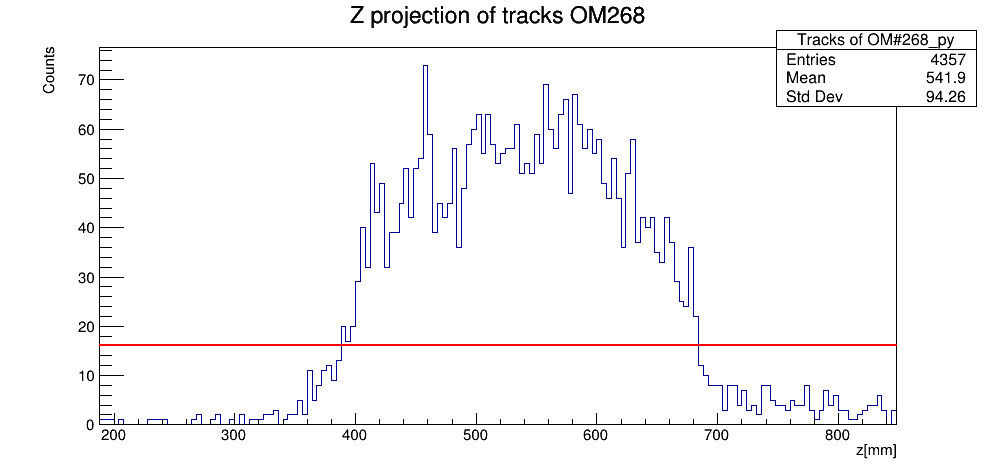 Z projection of tracks OM268
Tracks of OM#268_py
Entries 4357
Mean 541.9
Std Dev 94.26
Counts
70
60
50
40
30
20
10
0
200 300 400 500 600 700 800
z[mm]